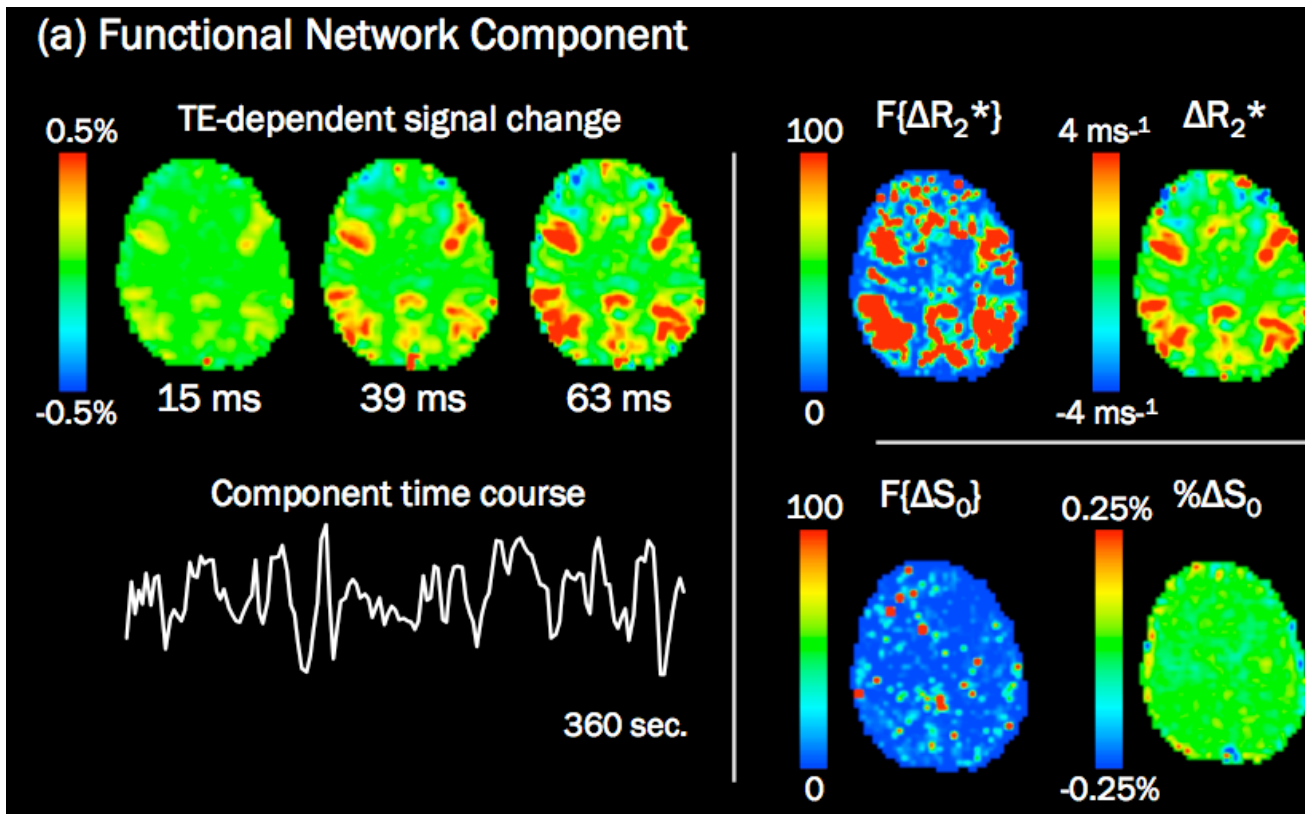 (a) Functional Network Component
TE-dependent signal change
0.5%
-0.5%
15 ms
39 ms
63 ms
Component time course
360 sec.
F{ΔR₂*}
100
0
ΔR₂*
4 ms-¹
-4 ms-¹
F{ΔS₀}
100
0
%ΔS₀
0.25%
-0.25%